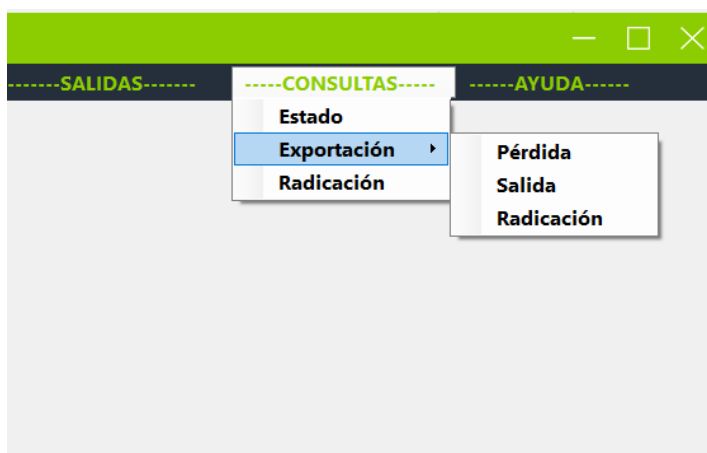 -------SALIDAS-------
-----CONSULTAS-----
------AYUDA------
Estado
Exportación
Radicación
Pérdida
Salida
Radicación